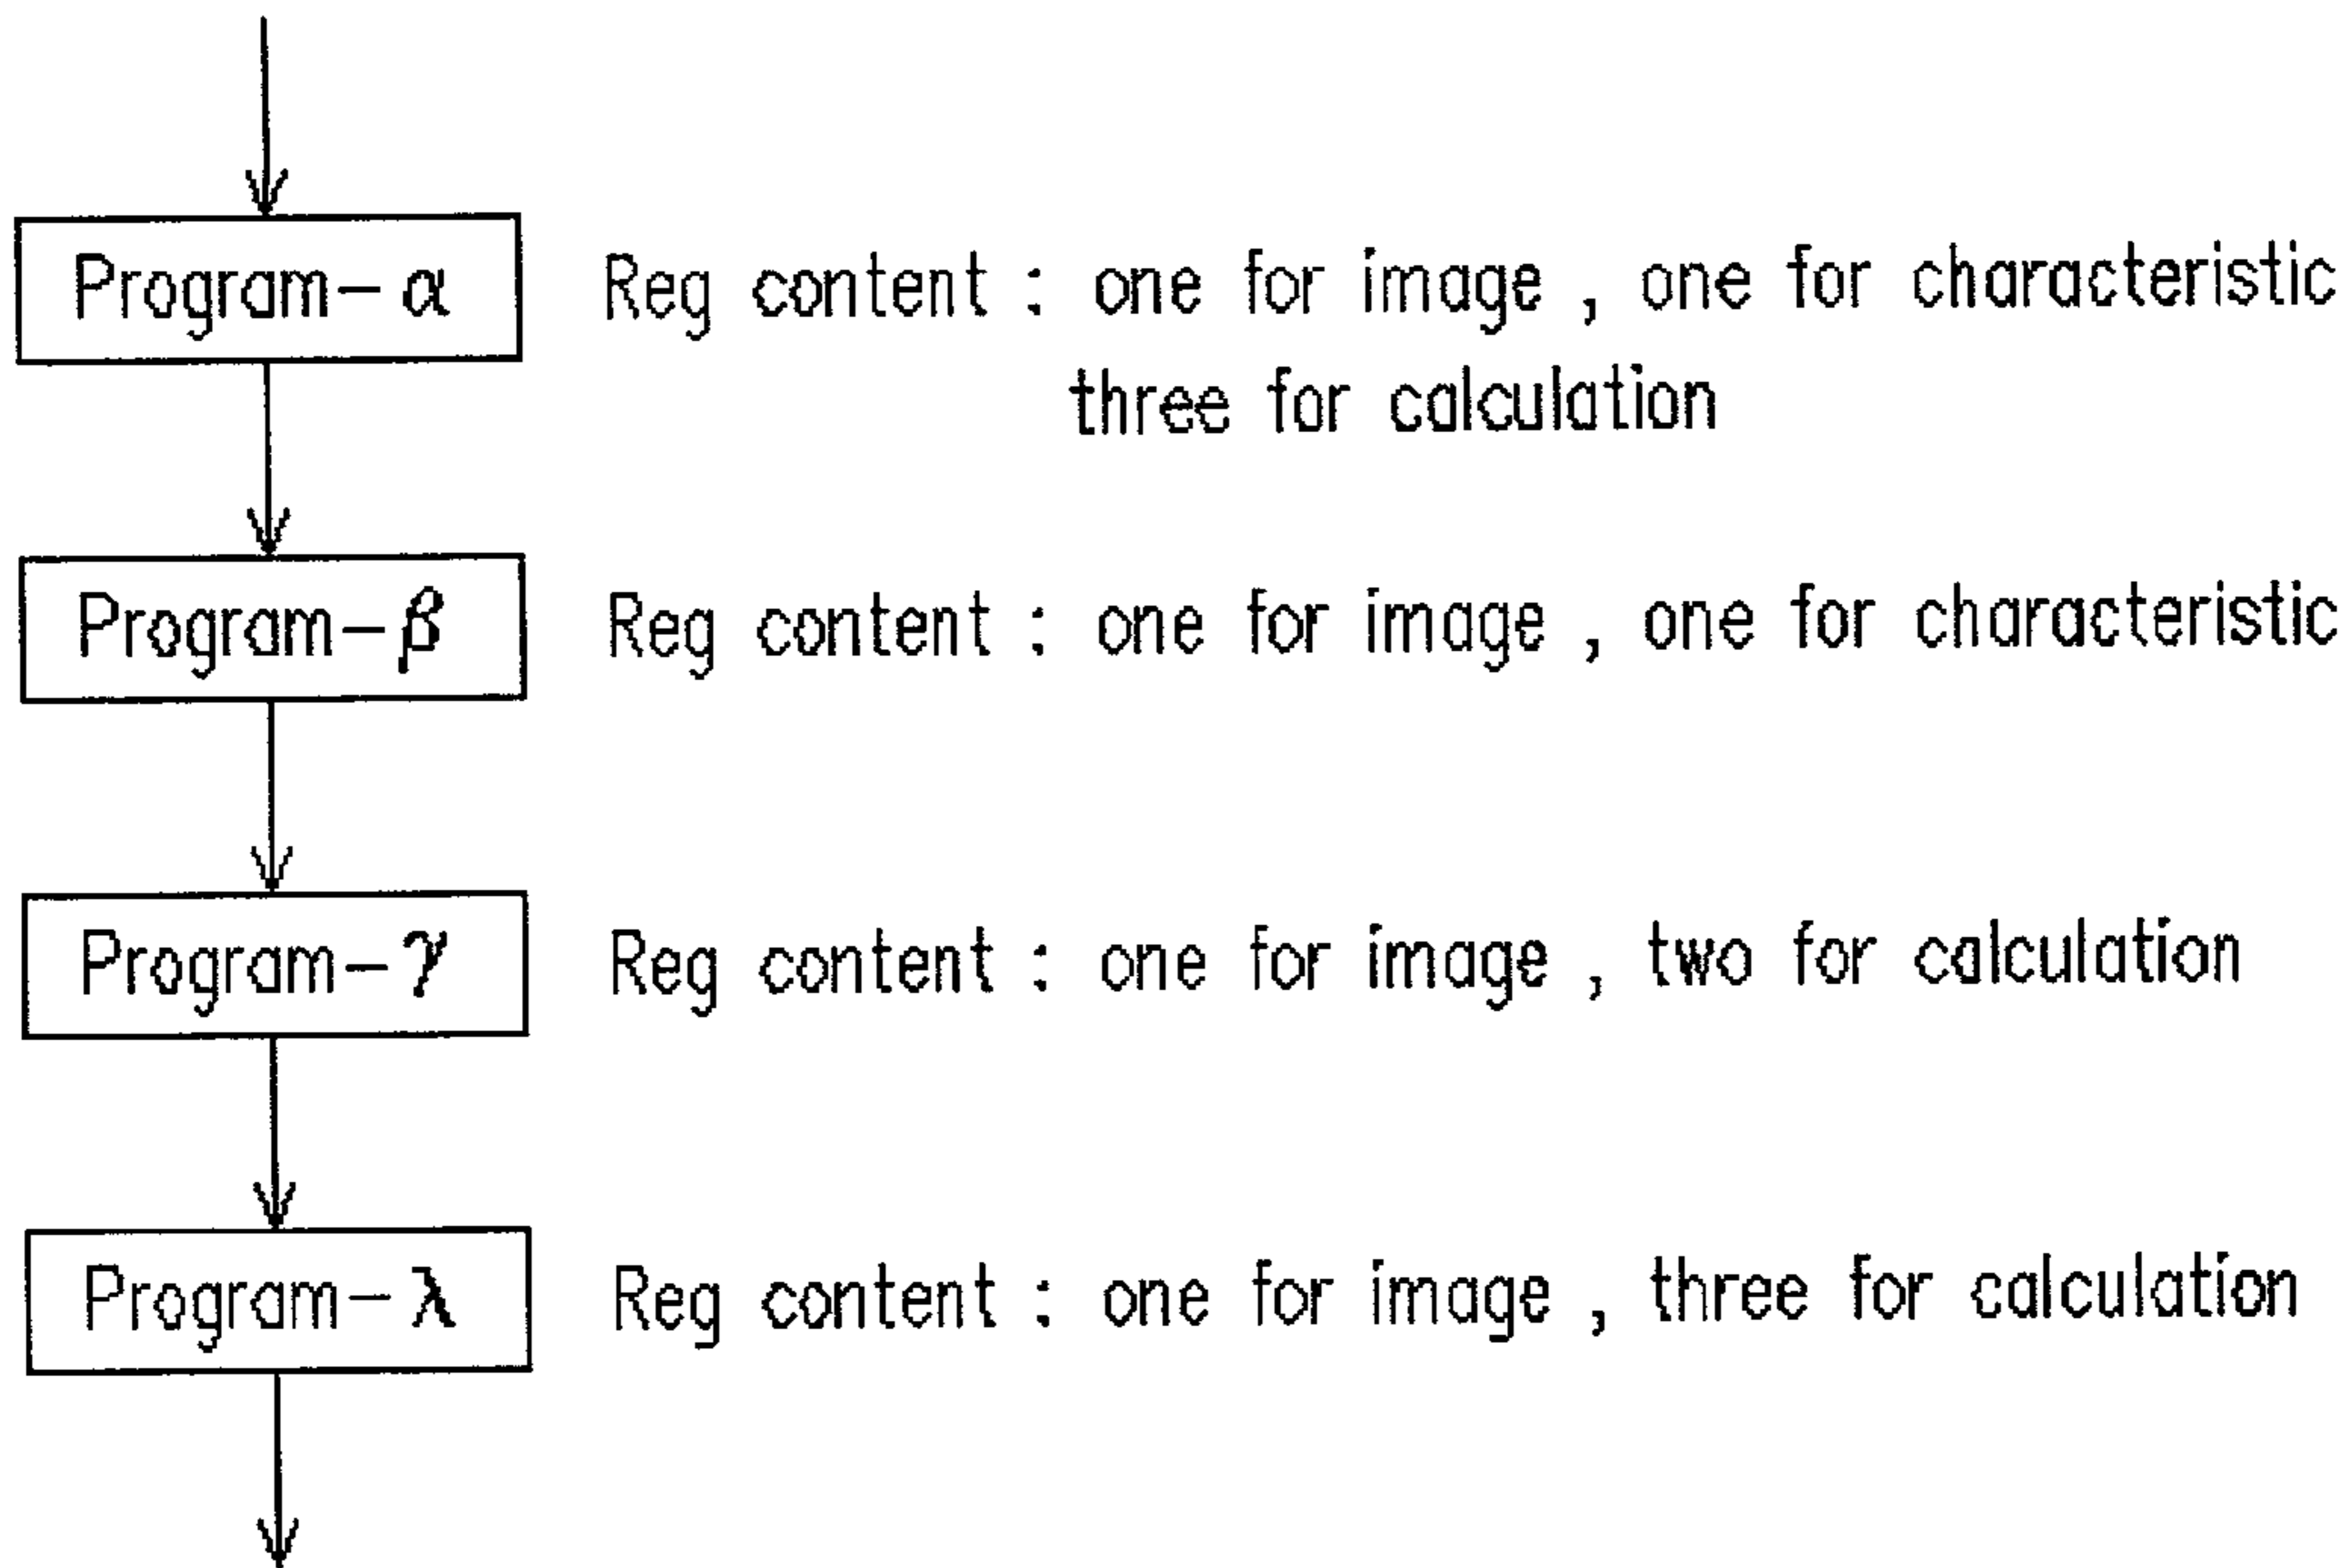 Program-α Reg content : one for image , one for characteristic
three for calculation
Program-β Reg content : one for image , one for characteristic
Program-γ Reg content : one for image , two for calculation
Program-λ Reg content : one for image , three for calculation